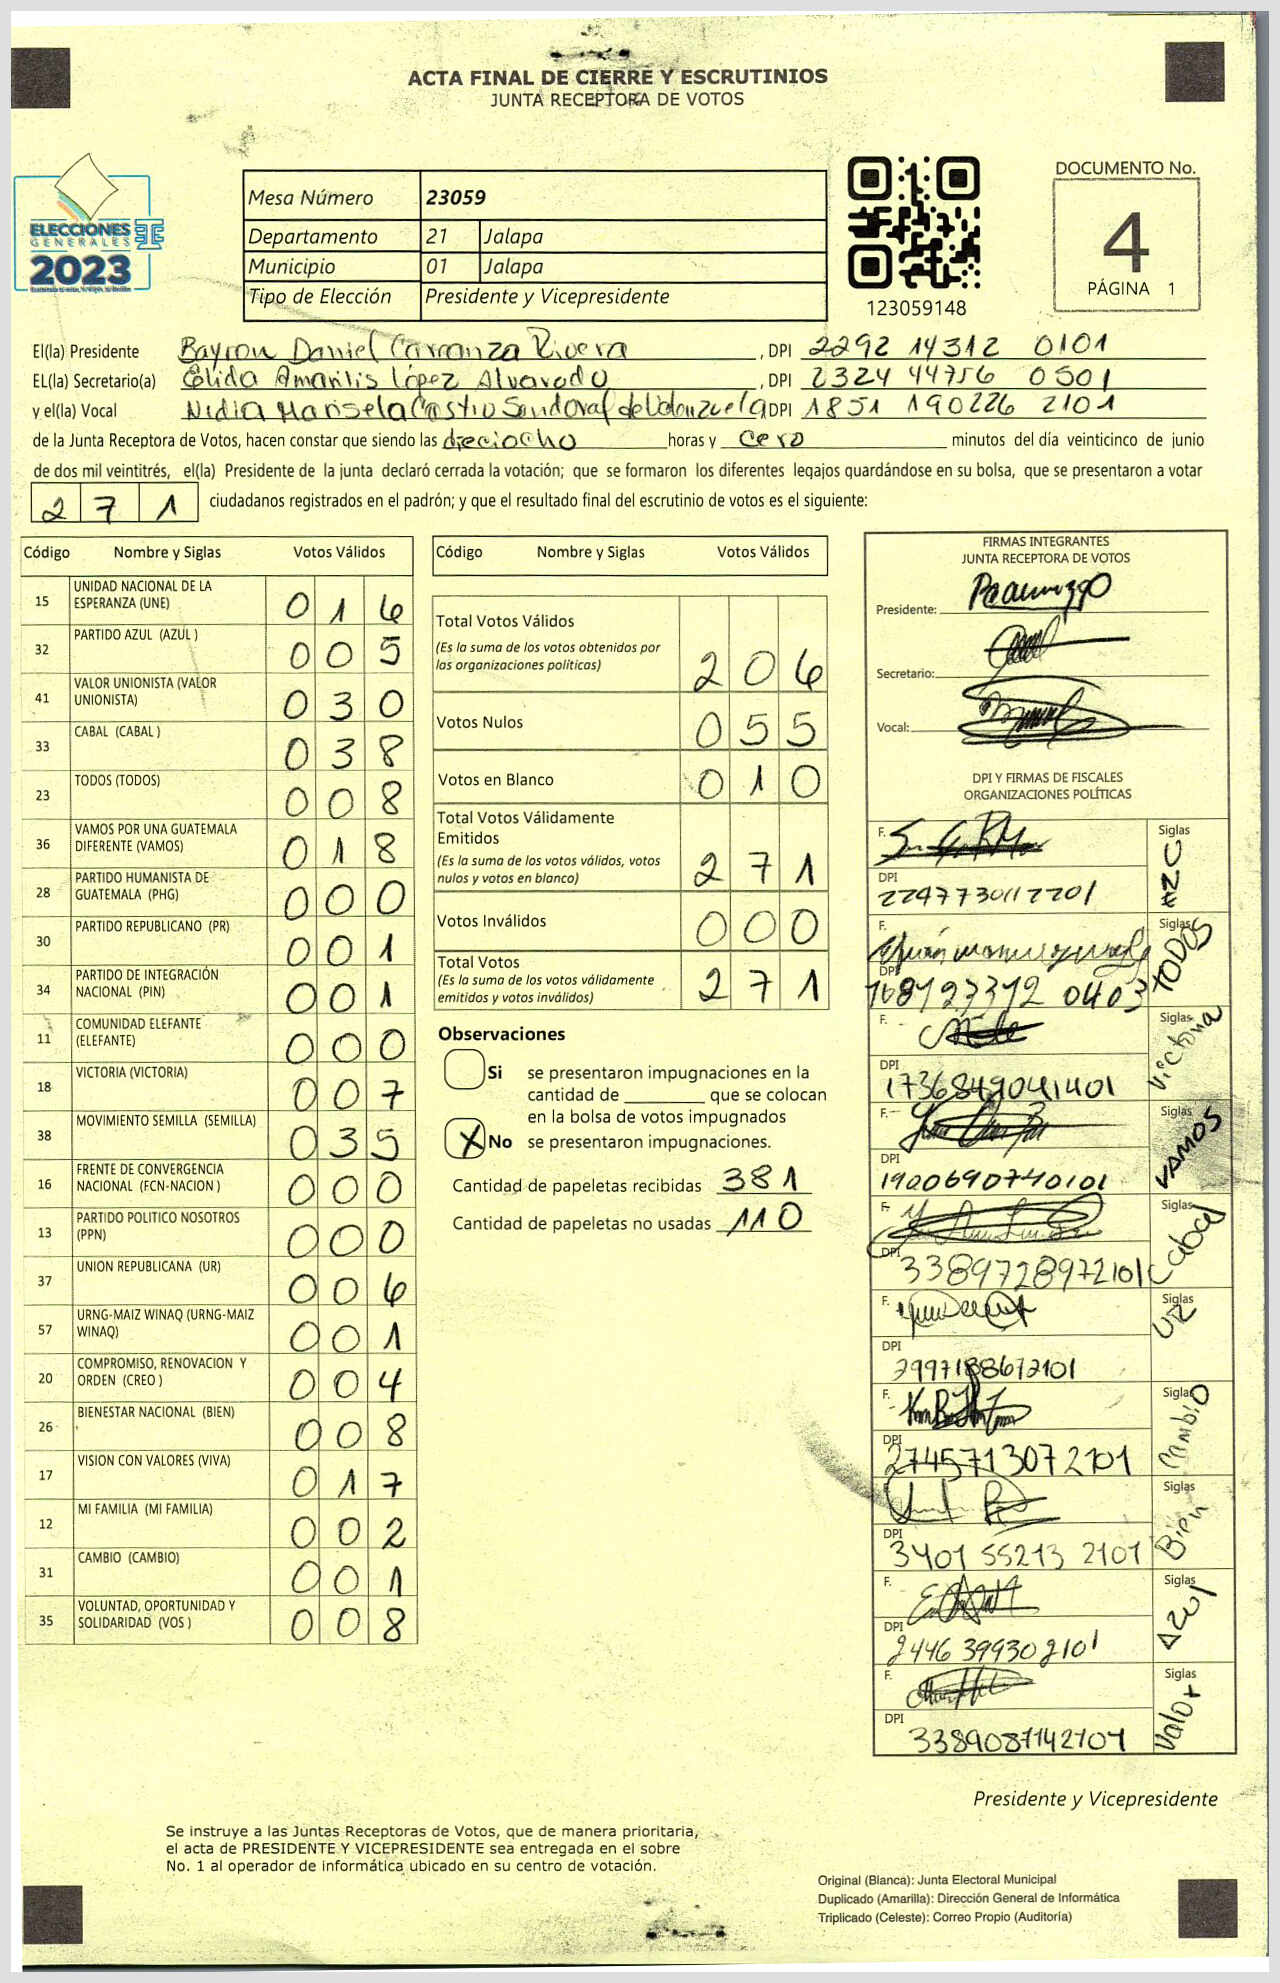 ACTA FINAL DE CIERRE Y ESCRUTINIOS
JUNTA RECEPTORA DE VOTOS
ELECCIONES
GENERALES
2023
Mesa Número 23059
Departamento 21 Jalapa
Municipio 01 Jalapa
Tipo de Elección Presidente y Vicepresidente
123059148
DOCUMENTO No.
4
PÁGINA 1
El(la) Presidente Bayron Daniel Carranza Rivera, DPI 2292 14312 0101
EL(la) Secretario(a) Élida Amarilis López Alvarado, DPI 2324 44756 0501
y el(la) Vocal Nidia Marisela Castro Sandoval de Valenzuela, DPI 1851 190226 2101
de la Junta Receptora de Votos, hacen constar que siendo las dieciocho horas y cero minutos del día veinticinco de junio
de dos mil veintitrés, el(la) Presidente de la junta declaró cerrada la votación; que se formaron los diferentes legajos guardándose en su bolsa, que se presentaron a votar
271 ciudadanos registrados en el padrón; y que el resultado final del escrutinio de votos es el siguiente:
Código Nombre y Siglas Votos Válidos
15 UNIDAD NACIONAL DE LA ESPERANZA (UNE) 016
32 PARTIDO AZUL (AZUL ) 005
41 VALOR UNIONISTA (VALOR UNIONISTA) 030
33 CABAL (CABAL ) 038
23 TODOS (TODOS) 008
36 VAMOS POR UNA GUATEMALA DIFERENTE (VAMOS) 018
28 PARTIDO HUMANISTA DE GUATEMALA (PHG) 000
30 PARTIDO REPUBLICANO (PR) 001
34 PARTIDO DE INTEGRACIÓN NACIONAL (PIN) 001
11 COMUNIDAD ELEFANTE (ELEFANTE) 000
18 VICTORIA (VICTORIA) 007
38 MOVIMIENTO SEMILLA (SEMILLA) 035
16 FRENTE DE CONVERGENCIA NACIONAL (FCN-NACION ) 000
13 PARTIDO POLITICO NOSOTROS (PPN) 000
37 UNION REPUBLICANA (UR) 006
57 URNG-MAIZ WINAQ (URNG-MAIZ WINAQ) 001
20 COMPROMISO, RENOVACION Y ORDEN (CREO ) 004
26 BIENESTAR NACIONAL (BIEN) 008
17 VISION CON VALORES (VIVA) 017
12 MI FAMILIA (MI FAMILIA) 002
31 CAMBIO (CAMBIO) 001
35 VOLUNTAD, OPORTUNIDAD Y SOLIDARIDAD (VOS ) 008
Código Nombre y Siglas Votos Válidos
Total Votos Válidos
(Es la suma de los votos obtenidos por
las organizaciones políticas) 206
Votos Nulos 055
Votos en Blanco 010
Total Votos Válidamente
Emitidos
(Es la suma de los votos válidos, votos
nulos y votos en blanco) 271
Votos Inválidos 000
Total Votos
(Es la suma de los votos válidamente
emitidos y votos inválidos) 271
Observaciones
Si se presentaron impugnaciones en la
cantidad de ________ que se colocan
en la bolsa de votos impugnados
X No se presentaron impugnaciones.
Cantidad de papeletas recibidas 381
Cantidad de papeletas no usadas 110
FIRMAS INTEGRANTES
JUNTA RECEPTORA DE VOTOS
Presidente:
Secretario:
Vocal:
DPI Y FIRMAS DE FISCALES
ORGANIZACIONES POLÍTICAS
F. Siglas
DPI
2247730112201
F. Siglas TODOS
DPI
0403
F. Siglas Victoria
DPI
1736849041401
F. Siglas VAMOS
DPI
1900690740101
F. Siglas Cabal
DPI
3389728972101
F. Siglas
DPI
2997188672101
F. Siglas Cambio
DPI
2745713072101
Siglas Bien
DPI
3401 55213 2101
F. Siglas Azul
DPI
2446 39930 2101
F. Siglas Valor
DPI
3389087142101
Presidente y Vicepresidente
Se instruye a las Juntas Receptoras de Votos, que de manera prioritaria,
el acta de PRESIDENTE Y VICEPRESIDENTE sea entregada en el sobre
No. 1 al operador de informática ubicado en su centro de votación.
Original (Blanca): Junta Electoral Municipal
Duplicado (Amarilla): Dirección General de Informática
Triplicado (Celeste): Correo Propio (Auditoría)